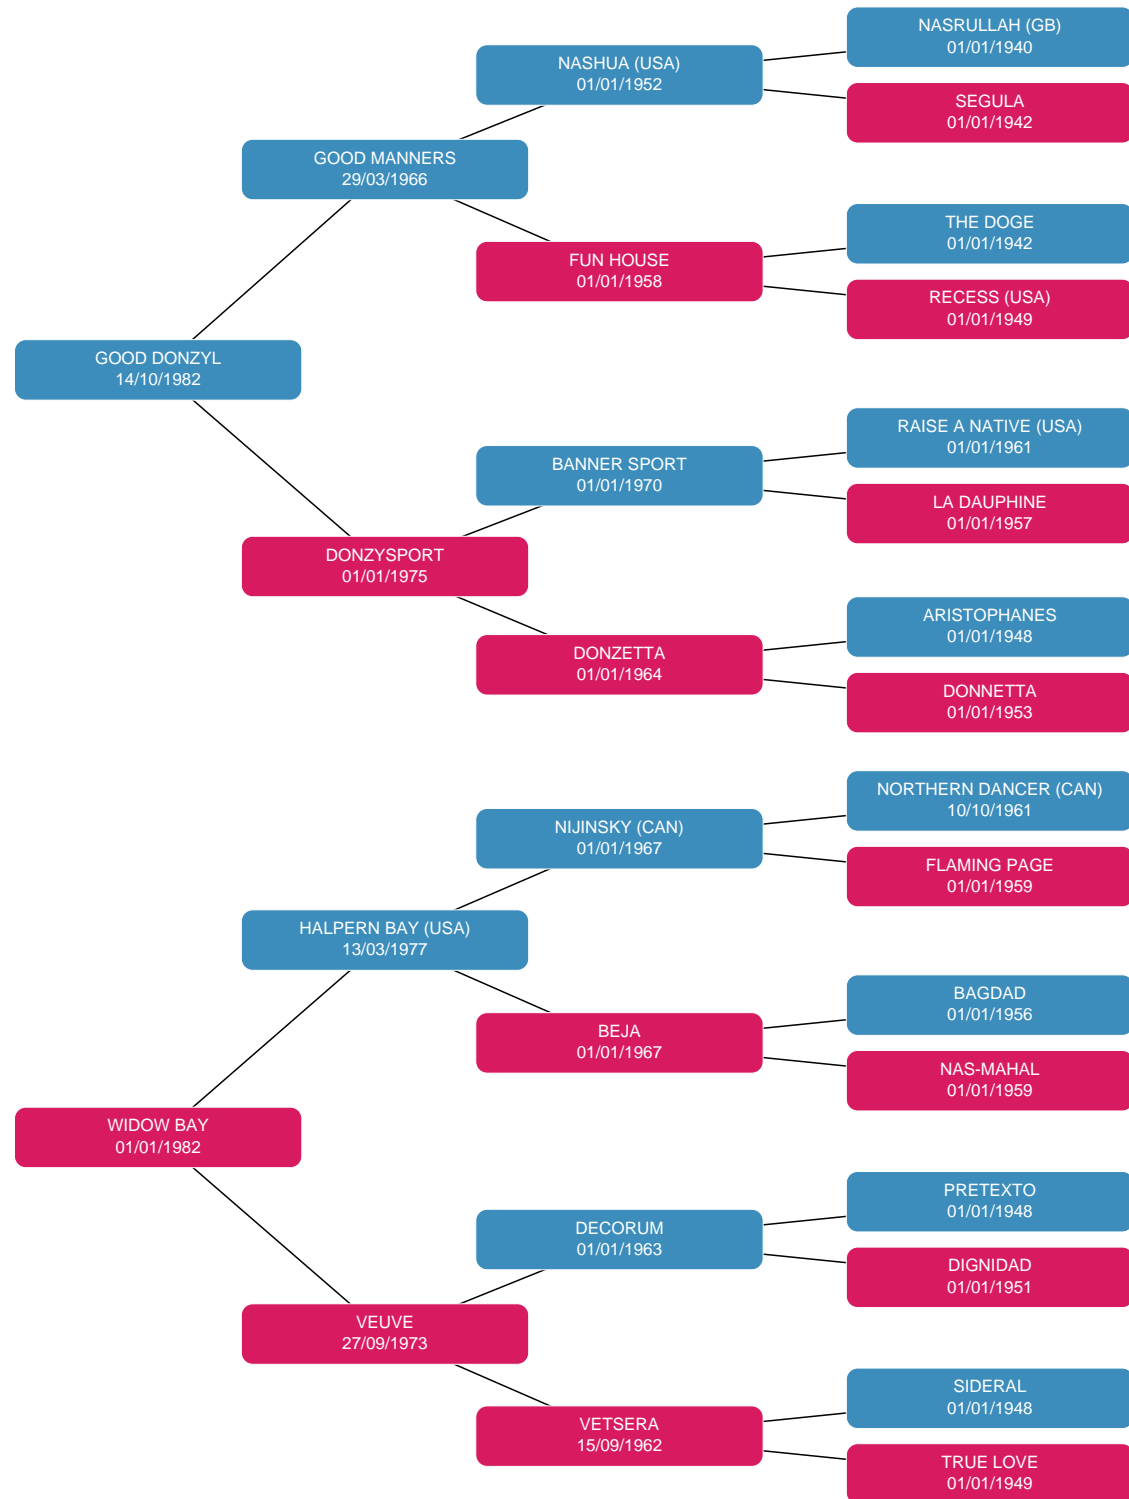 NASRULLAH (GB)
01/01/1940
NASHUA (USA)
01/01/1952
SEGULA
01/01/1942
GOOD MANNERS
29/03/1966
THE DOGE
01/01/1942
FUN HOUSE
01/01/1958
RECESS (USA)
01/01/1949
GOOD DONZYL
14/10/1982
RAISE A NATIVE (USA)
01/01/1961
BANNER SPORT
01/01/1970
LA DAUPHINE
01/01/1957
DONZYSPORT
01/01/1975
ARISTOPHANES
01/01/1948
DONZETTA
01/01/1964
DONNETTA
01/01/1953
NORTHERN DANCER (CAN)
10/10/1961
NIJINSKY (CAN)
01/01/1967
FLAMING PAGE
01/01/1959
HALPERN BAY (USA)
13/03/1977
BAGDAD
01/01/1956
BEJA
01/01/1967
NAS-MAHAL
01/01/1959
WIDOW BAY
01/01/1982
PRETEXTO
01/01/1948
DECORUM
01/01/1963
DIGNIDAD
01/01/1951
VEUVE
27/09/1973
SIDERAL
01/01/1948
VETSERA
15/09/1962
TRUE LOVE
01/01/1949